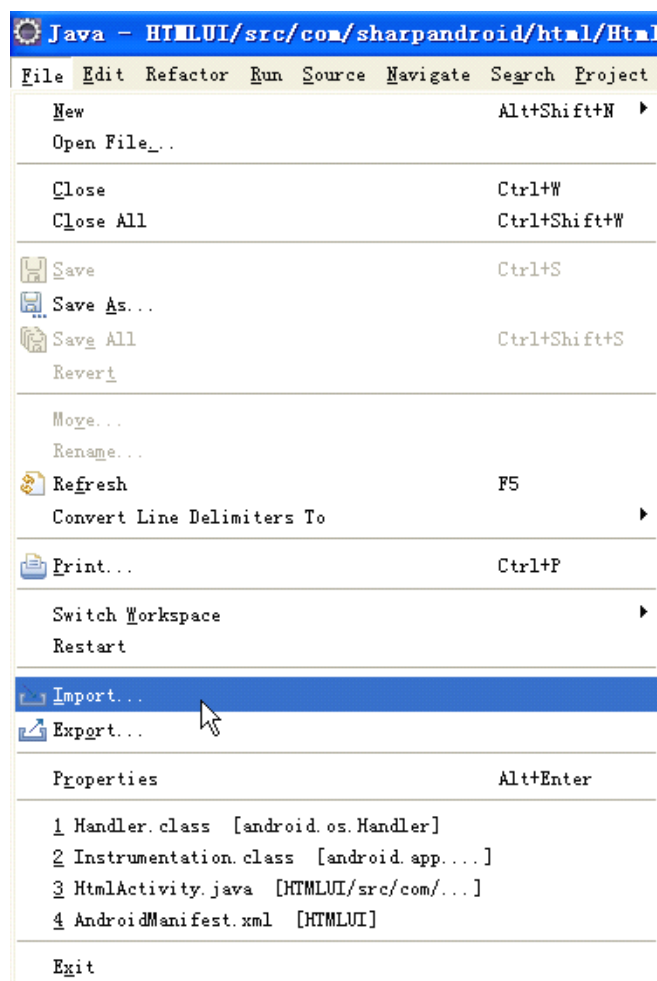 Java - HTMLUI/src/com/sharpandroid/html/Html
File Edit Refactor Run Source Navigate Search Project
New Alt+Shift+N
Open File...
Close Ctrl+W
Close All Ctrl+Shift+W
Save Ctrl+S
Save As...
Save All Ctrl+Shift+S
Revert
Move...
Rename...
Refresh F5
Convert Line Delimiters To
Print... Ctrl+P
Switch Workspace
Restart
Import...
Export...
Properties Alt+Enter
1 Handler.class [android.os.Handler]
2 Instrumentation.class [android.app....]
3 HtmlActivity.java [HTMLUI/src/com/...]
4 AndroidManifest.xml [HTMLUI]
Exit